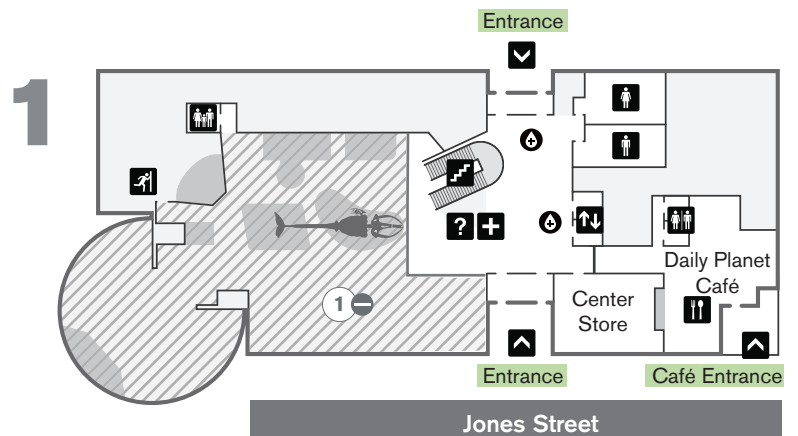 Entrance
1
?
Daily Planet
Café
1
Center
Store
Entrance
Café Entrance
Jones Street